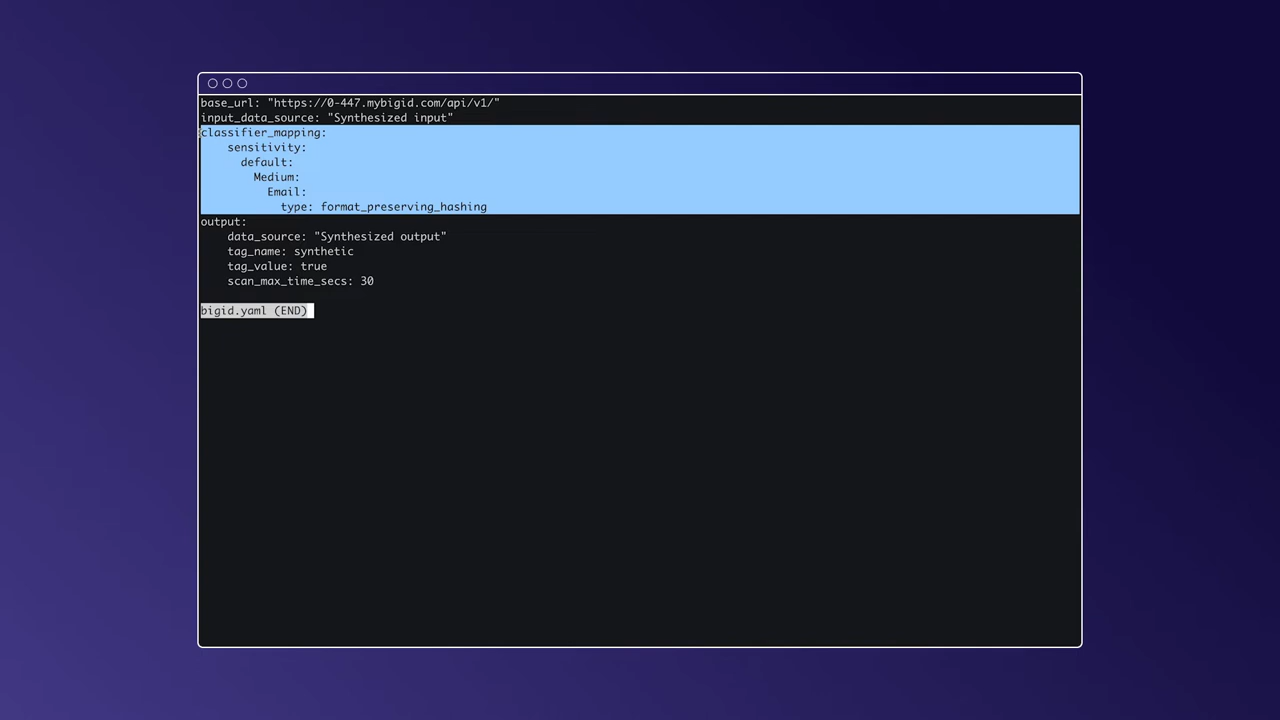 base_url: "https://0-447.mybigid.com/api/v1/"
input_data_source: "Synthesized input"
classifier_mapping:
    sensitivity:
      default:
        Medium:
          Email:
            type: format_preserving_hashing
output:
    data_source: "Synthesized output"
    tag_name: synthetic
    tag_value: true
    scan_max_time_secs: 30
bigid.yaml (END)